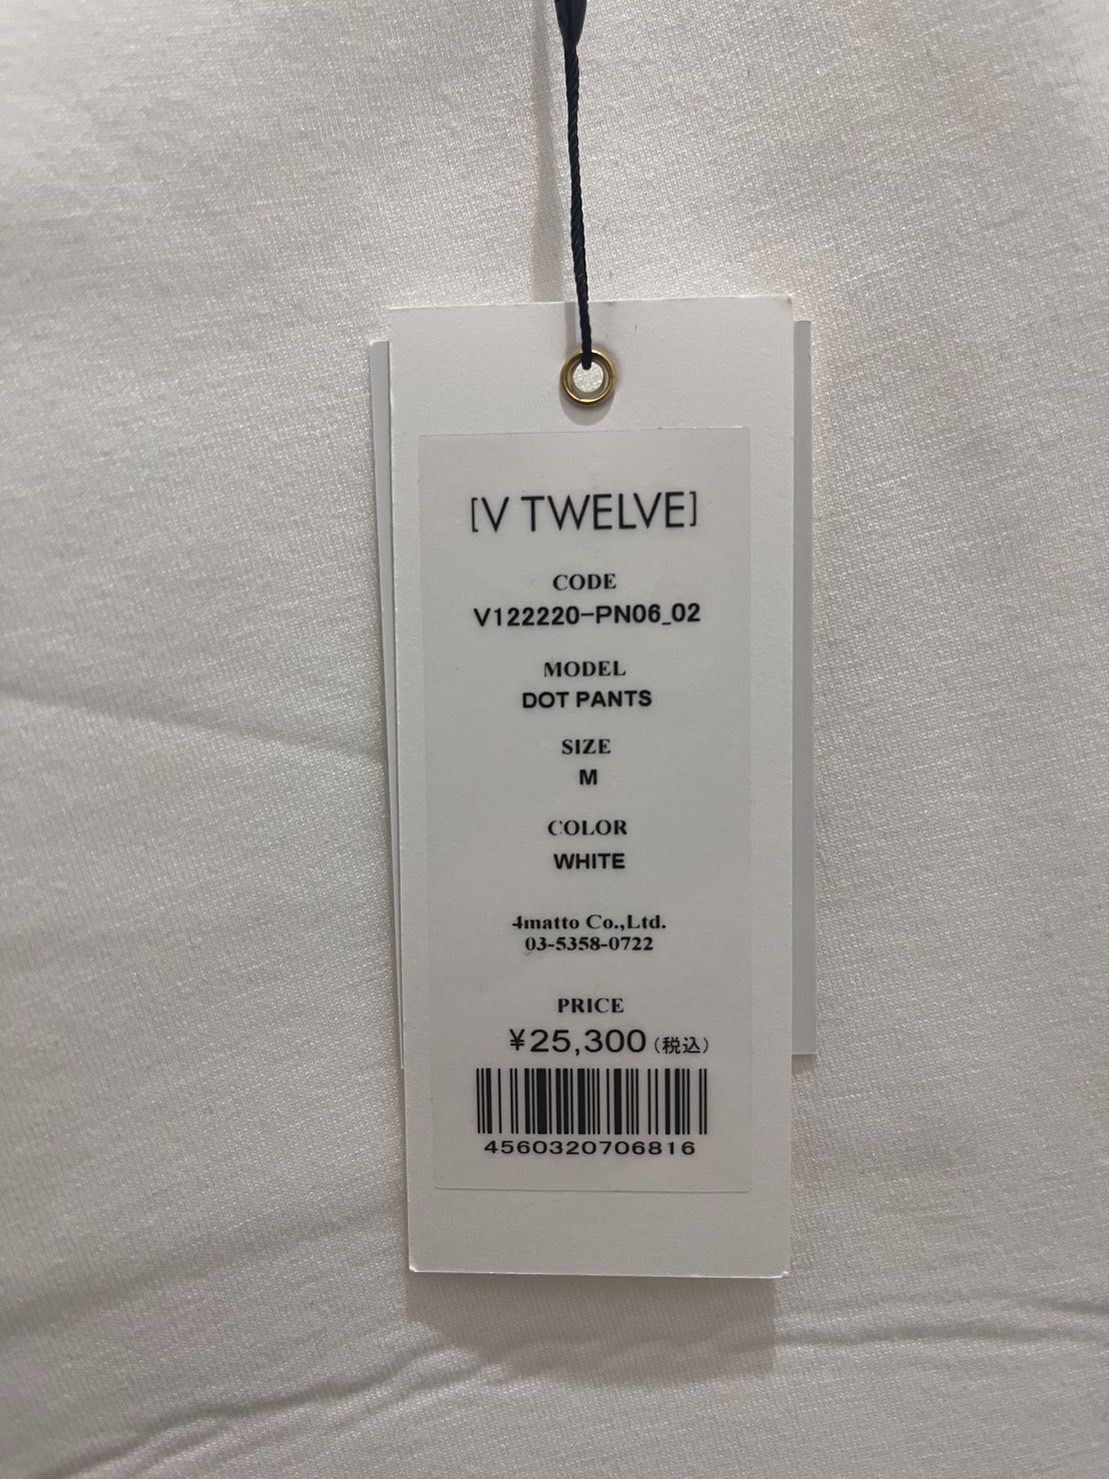 [V TWELVE]
CODE
V122220-PN06_02
MODEL
DOT PANTS
SIZE
M
COLOR
WHITE
4matto Co.,Ltd.
03-5358-0722
PRICE
¥25,300(税込)
4560320706816